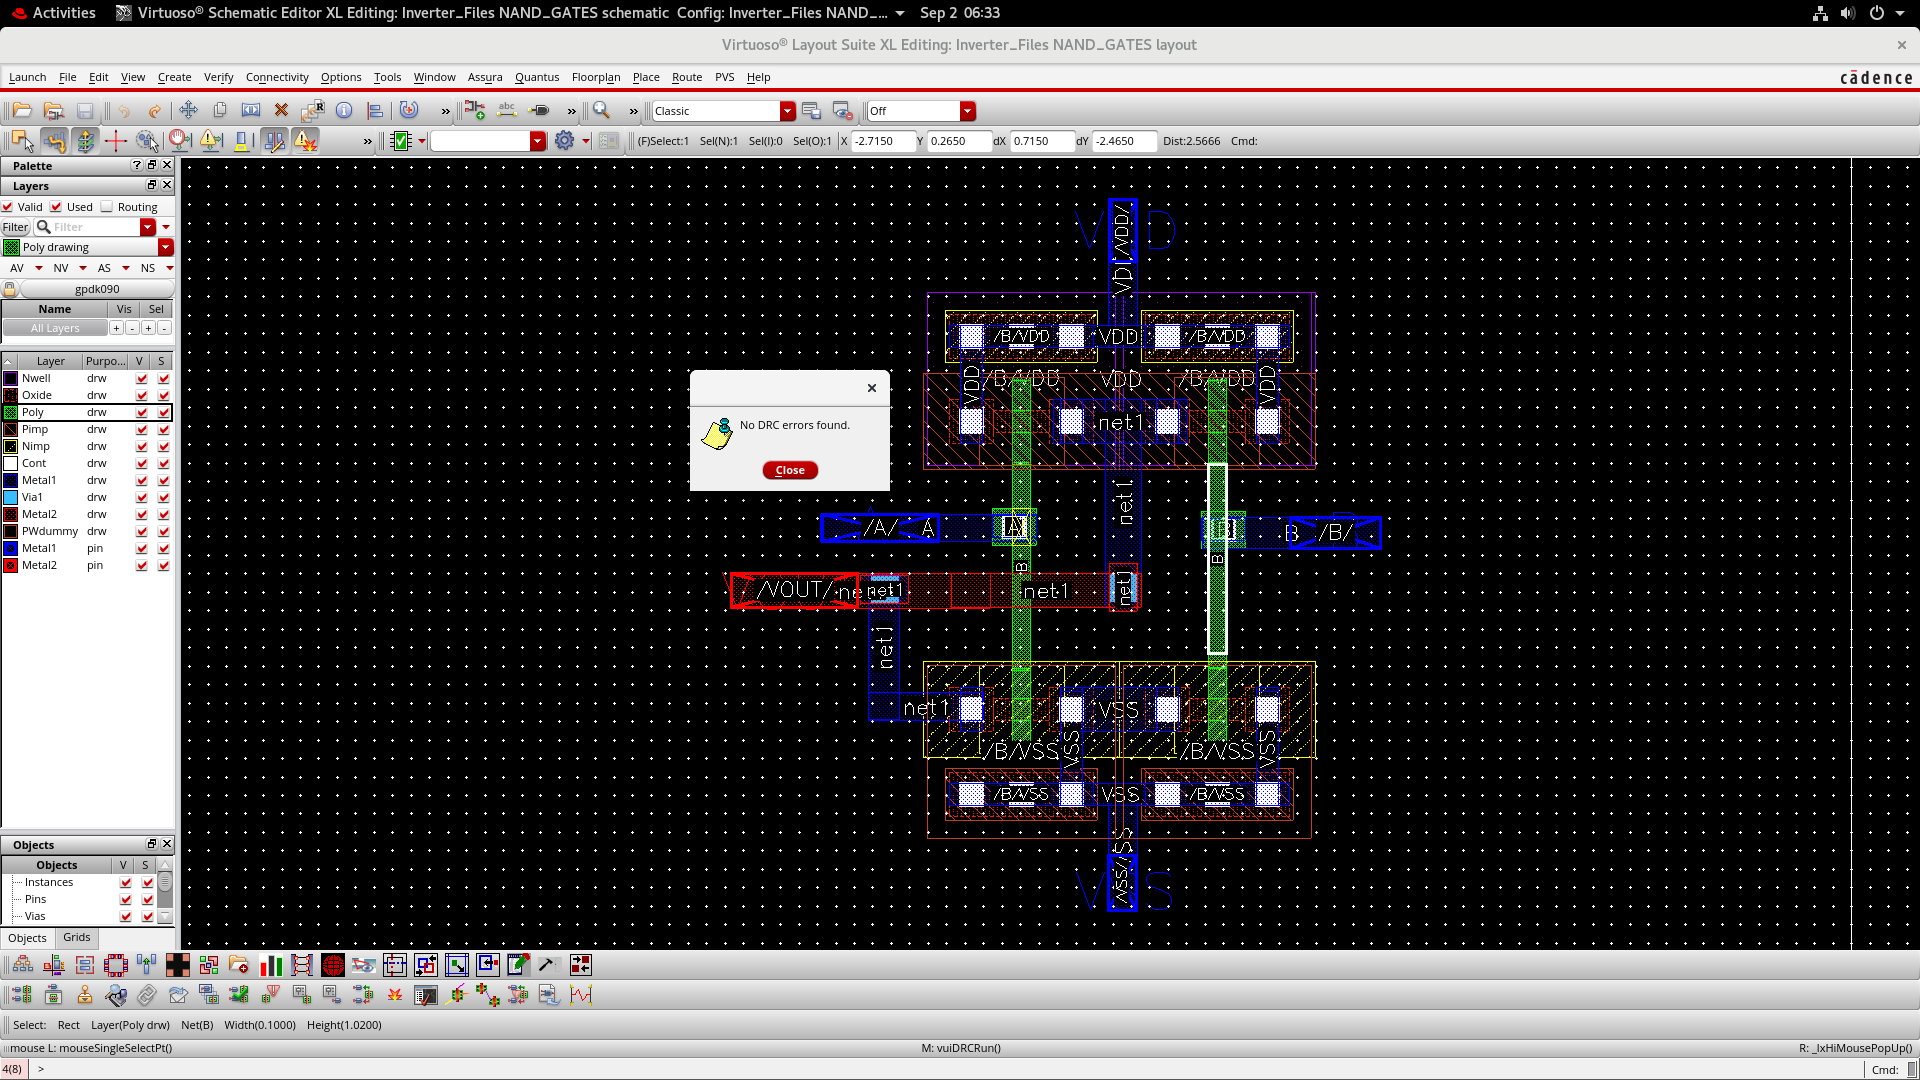 Activities Virtuoso® Schematic Editor XL Editing: Inverter_Files NAND_GATES schematic Config: Inverter_Files NAND_... Sep 2 06:33
Virtuoso® Layout Suite XL Editing: Inverter_Files NAND_GATES layout
Launch File Edit View Create Verify Connectivity Options Tools Window Assura Quantus Floorplan Place Route PVS Help cādence
abc Classic Off
(F)Select:1 Sel(N):1 Sel(I):0 Sel(O):1 X -2.7150 Y 0.2650 dX 0.7150 dY -2.4650 Dist:2.5666 Cmd:
Palette
Layers
Valid Used Routing
Filter Filter
Poly drawing
AV NV AS NS
gpdk090
Name Vis Sel
All Layers + - + -
Layer Purpo... V S
Nwell drw
Oxide drw
Poly drw
Pimp drw
Nimp drw
Cont drw
Metal1 drw
Via1 drw
Metal2 drw
PWdummy drw
Metal1 pin
Metal2 pin
Objects
Objects V S
Instances
Pins
Vias
Objects Grids
V /VDD/ D
VDD
VDD
VDD VDD VDD
net1
No DRC errors found.
Close
net1
/A/ A A
B B /B/
B B
/VOUT/ net1 net1 net1
net1
net1 VSS
/B/VSS VSS /B/VSS VSS
VSS
VSS
V /VSS/ S
Select: Rect Layer(Poly drw) Net(B) Width(0.1000) Height(1.0200)
mouse L: mouseSingleSelectPt() M: vuiDRCRun() R: _lxHiMousePopUp()
4(8) > Cmd: